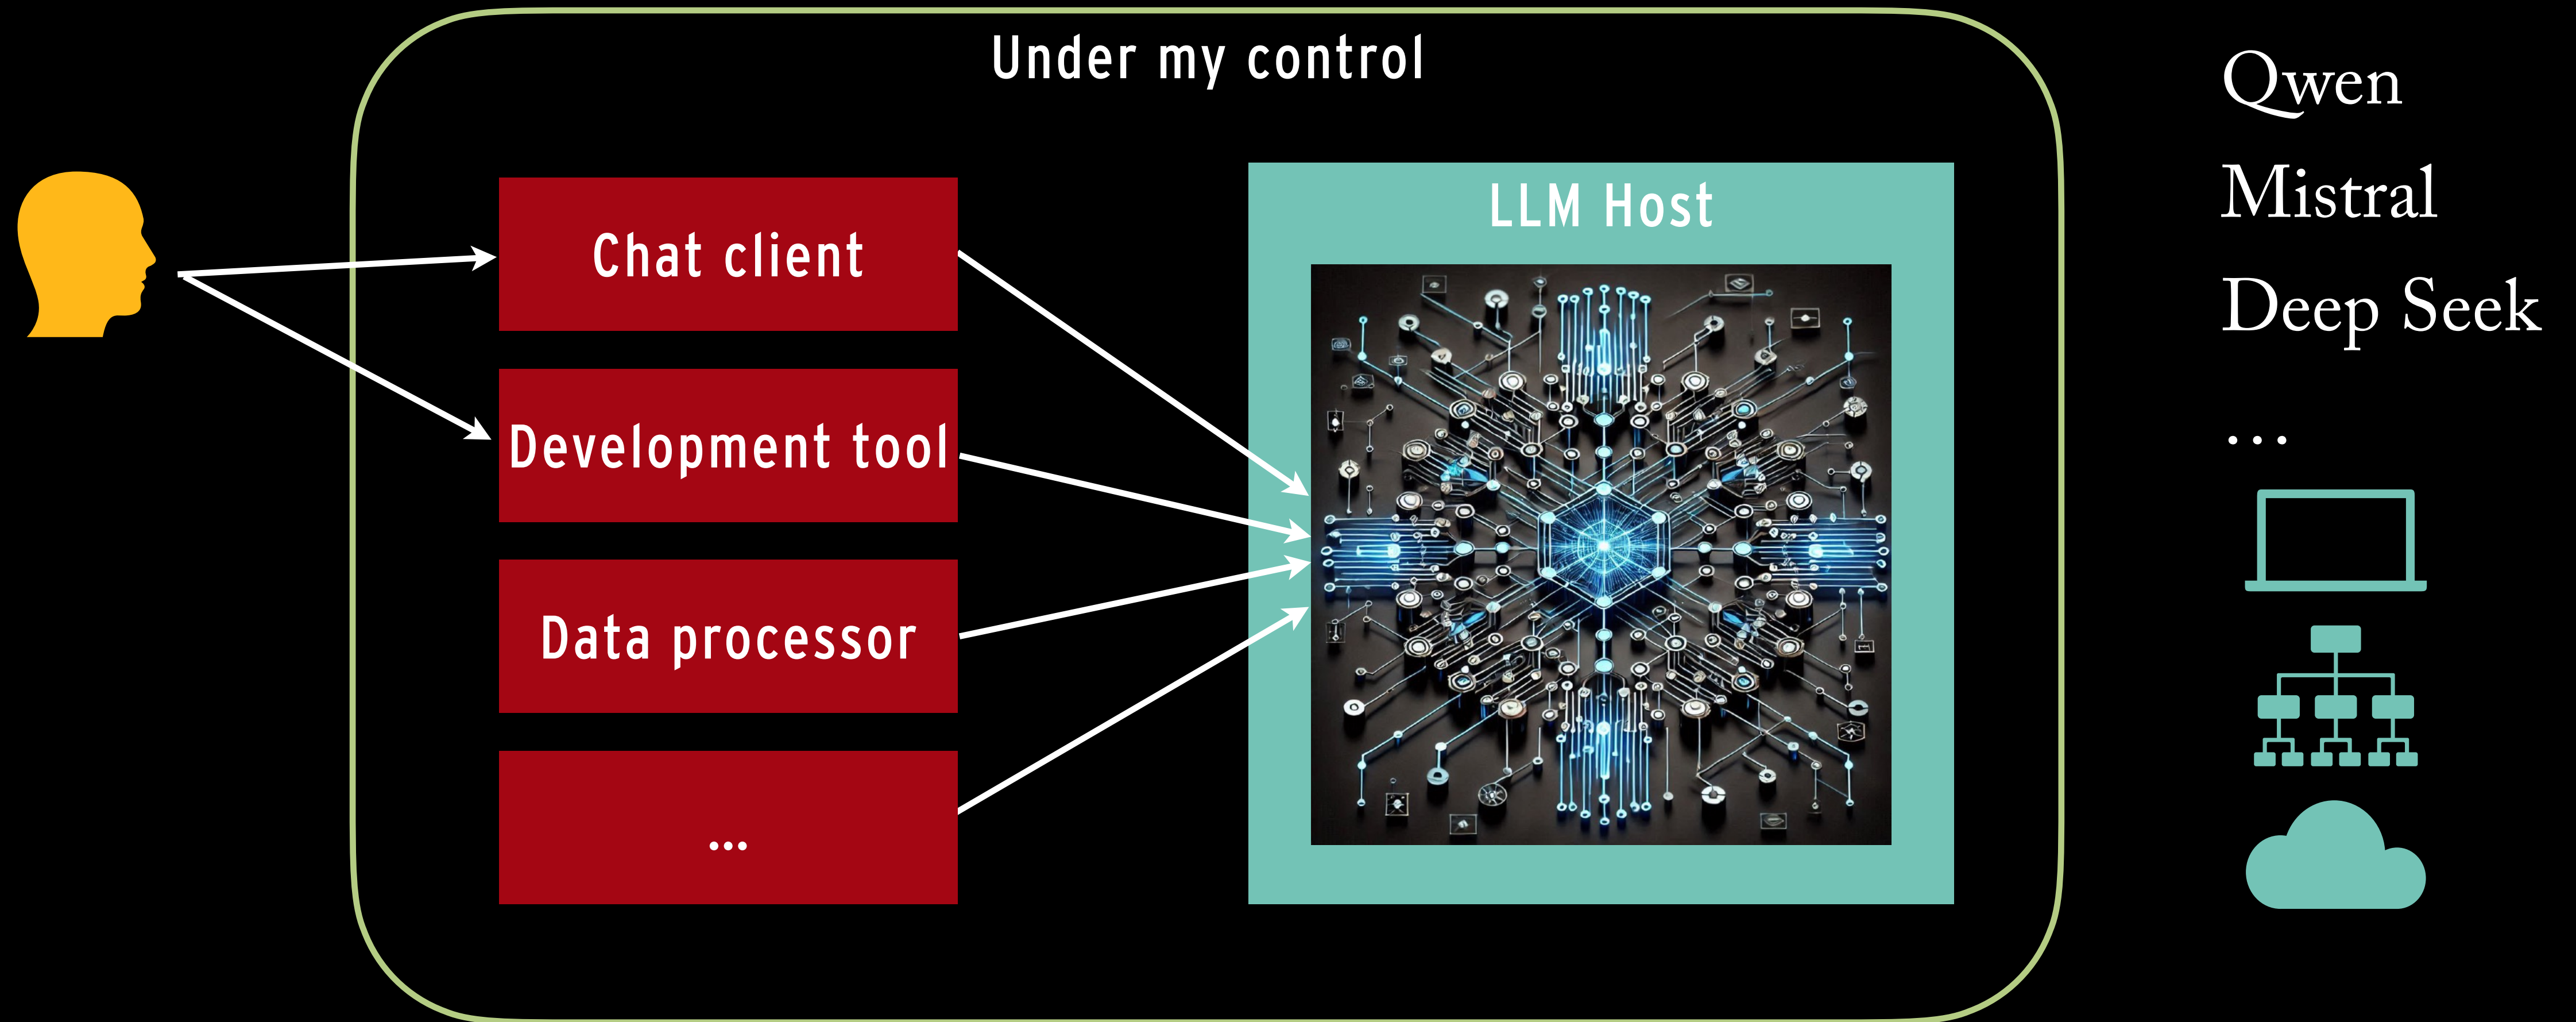 Under my control
Chat client
Development tool
Data processor
...
LLM Host
Qwen
Mistral
Deep Seek
...